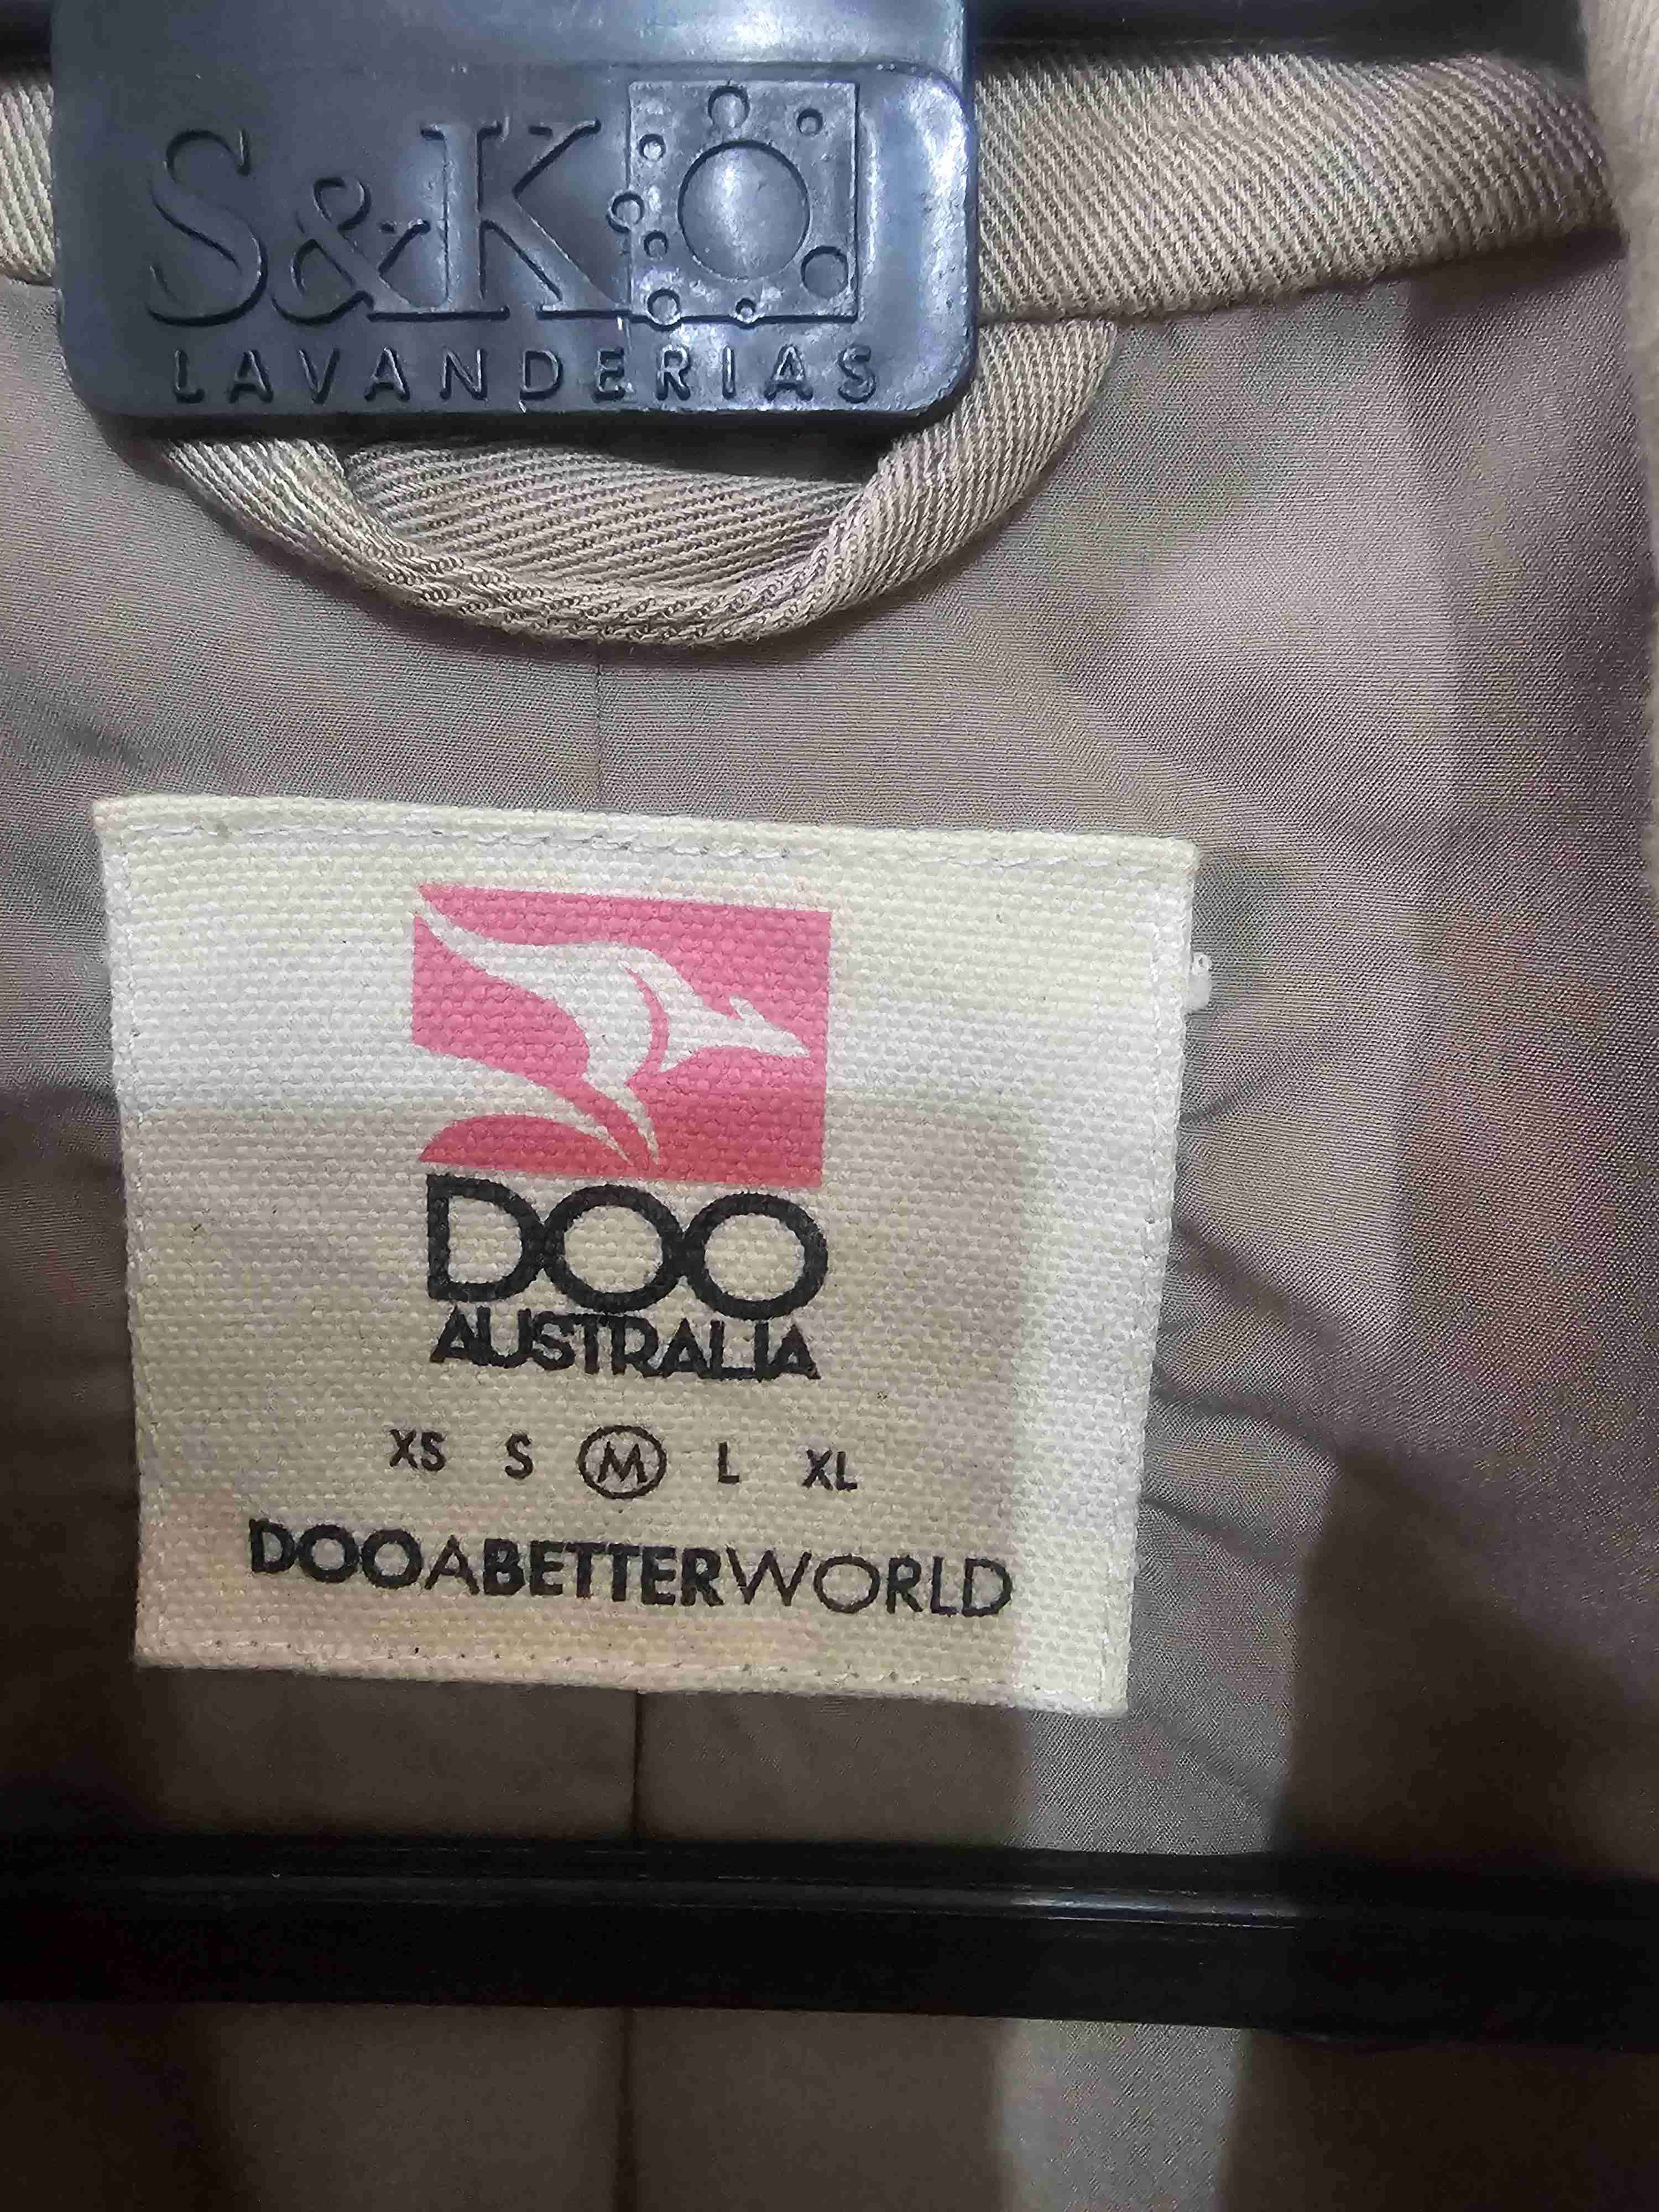 S&K
LAVANDERIAS
DOO
AUSTRALIA
XS S M L XL
DOOABETTERWORLD